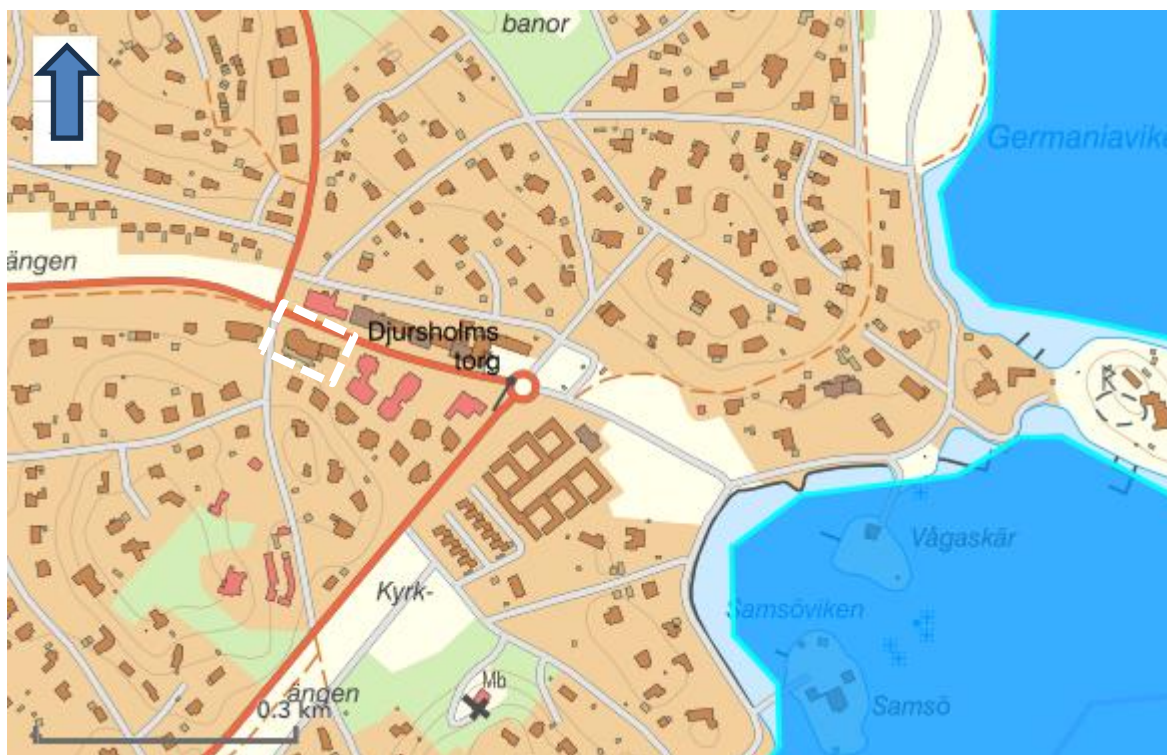 banor
Germaniavike
ängen
Djursholms
torg
Vågaskär
Kyrk-
Samsöviken
Mb
ängen
0.3 km
Samsö